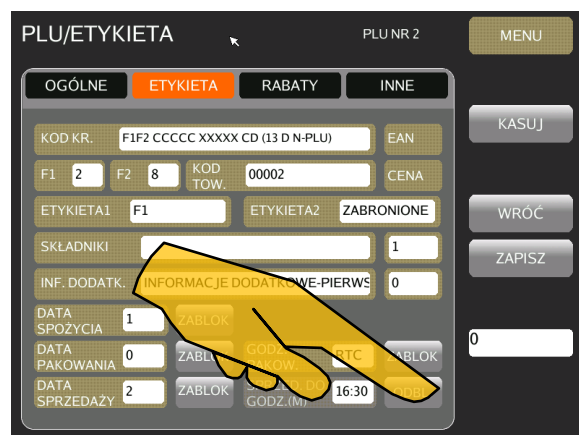 PLU/ETYKIETA PLU NR 2 MENU
OGÓLNE ETYKIETA RABATY INNE
KOD KR. F1F2 CCCCC XXXXX CD (13 D N-PLU) EAN KASUJ
F1 2 F2 8 KOD TOW. 00002 CENA
ETYKIETA1 F1 ETYKIETA2 ZABRONIONE WRÓĆ
SKŁADNIKI 1 ZAPISZ
INF. DODATK. INFORMACJE DODATKOWE-PIERWS 0
DATA SPOŻYCIA 1 ZABLOK 0
DATA PAKOWANIA 0 ZABLOK RTC ZABLOK
DATA SPRZEDAŻY 2 ZABLOK SPRZED. DO GODZ.(M) 16:30